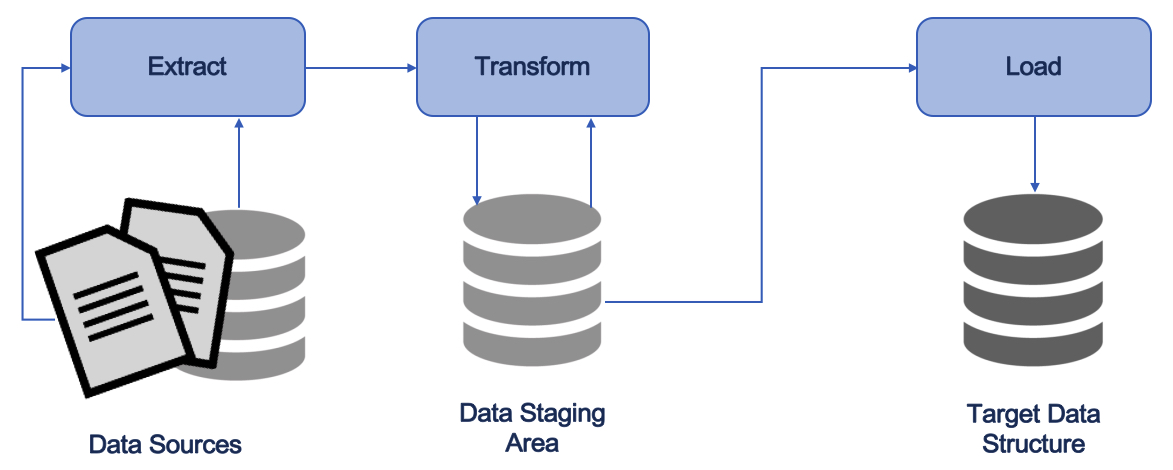 Extract
Transform
Load
Data Sources
Data Staging
Area
Target Data
Structure